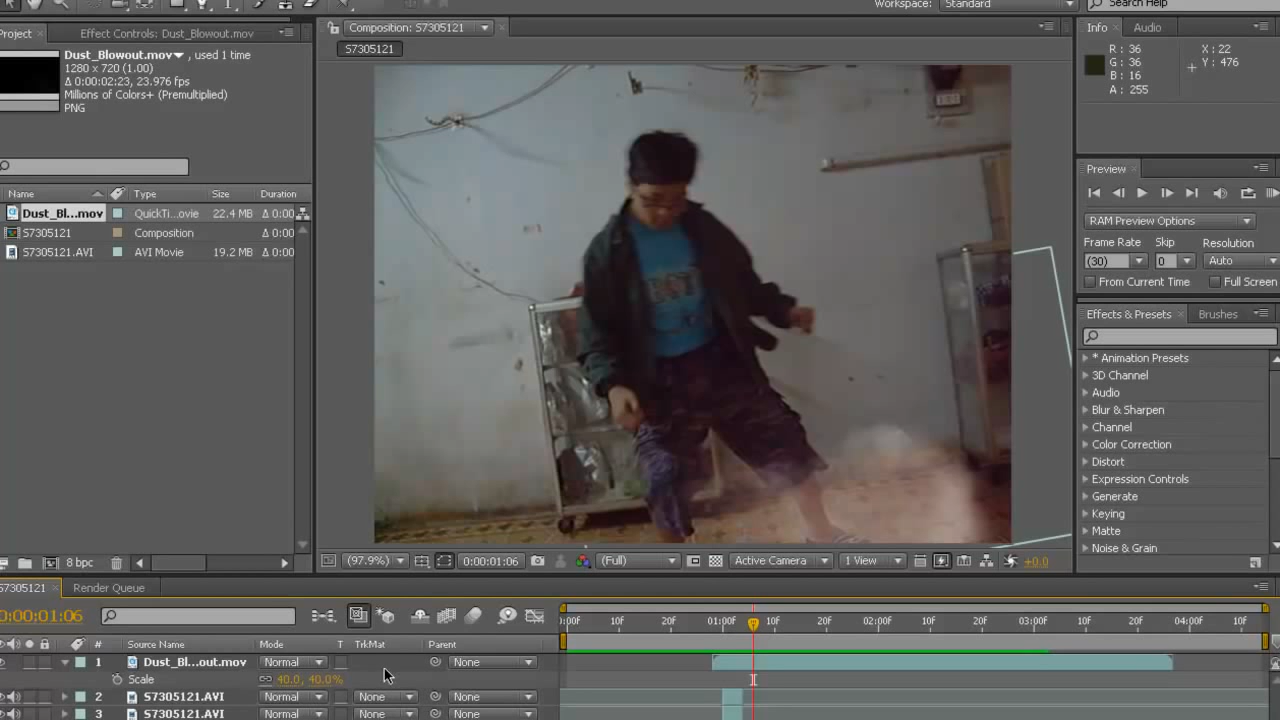 Workspace: Standard Search Help
Project Effect Controls: Dust_Blowout.mov
Dust_Blowout.mov, used 1 time
1280 x 720 (1.00)
Δ 0:00:02:23, 23.976 fps
Millions of Colors+ (Premultiplied)
PNG
Name Type Size Duration
Dust_Bl...mov QuickTi...ovie 22.4 MB Δ 0:00
S7305121 Composition Δ 0:00
S7305121.AVI AVI Movie 19.2 MB Δ 0:00
8 bpc
Composition: S7305121
S7305121
(97.9%) 0:00:01:06 (Full) Active Camera 1 View +0.0
Info Audio
R : 36 X : 22
G : 36 Y : 476
B : 16
A : 255
Preview
RAM Preview Options
Frame Rate Skip Resolution
(30) 0 Auto
From Current Time Full Screen
Effects & Presets Brushes
* Animation Presets
3D Channel
Audio
Blur & Sharpen
Channel
Color Correction
Distort
Expression Controls
Generate
Keying
Matte
Noise & Grain
S7305121 Render Queue
0:00:01:06
:00F 10F 20F 01:00F 10F 20F 02:00F 10F 20F 03:00F 10F 20F 04:00F 10F
# Source Name Mode T TrkMat Parent
1 Dust_Bl...out.mov Normal None
Scale 40.0, 40.0%
2 S7305121.AVI Normal None None
3 S7305121.AVI Normal None None